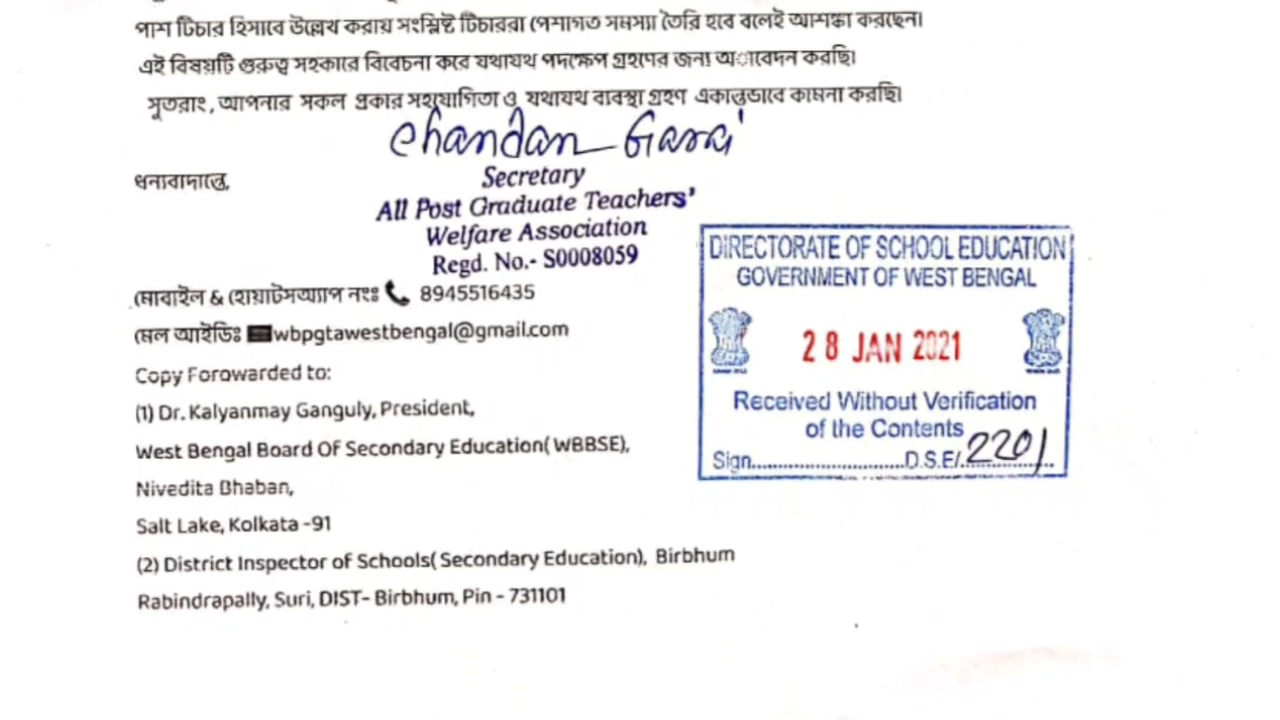 পাশ টিচার হিসাবে উল্লেখ করায় সংশ্লিষ্ট টিচাররা পেশাগত সমস্যা তৈরি হবে বলেই আশঙ্কা করছেন।
এই বিষয়টি গুরুত্ব সহকারে বিবেচনা করে যথাযথ পদক্ষেপ গ্রহণের জন্য অাবেদন করছি।
সুতরাং, আপনার সকল প্রকার সহযোগিতা ও যথাযথ ব্যবস্থা গ্রহণ একান্তভাবে কামনা করছি।
Chandan Garai
ধন্যবাদান্তে,
Secretary
All Post Graduate Teachers'
Welfare Association
Regd. No.- S0008059
মোবাইল & হোয়াটসঅ্যাপ নংঃ 8945516435
মেল আইডিঃ wbpgtawestbengal@gmail.com
Copy Forowarded to:
(1) Dr. Kalyanmay Ganguly, President,
West Bengal Board Of Secondary Education( WBBSE),
Nivedita Bhaban,
Salt Lake, Kolkata -91
(2) District Inspector of Schools( Secondary Education), Birbhum
Rabindrapally, Suri, DIST- Birbhum, Pin - 731101
DIRECTORATE OF SCHOOL EDUCATION
GOVERNMENT OF WEST BENGAL
28 JAN 2021
Received Without Verification
of the Contents
Sign..............................D.S.E/.220/